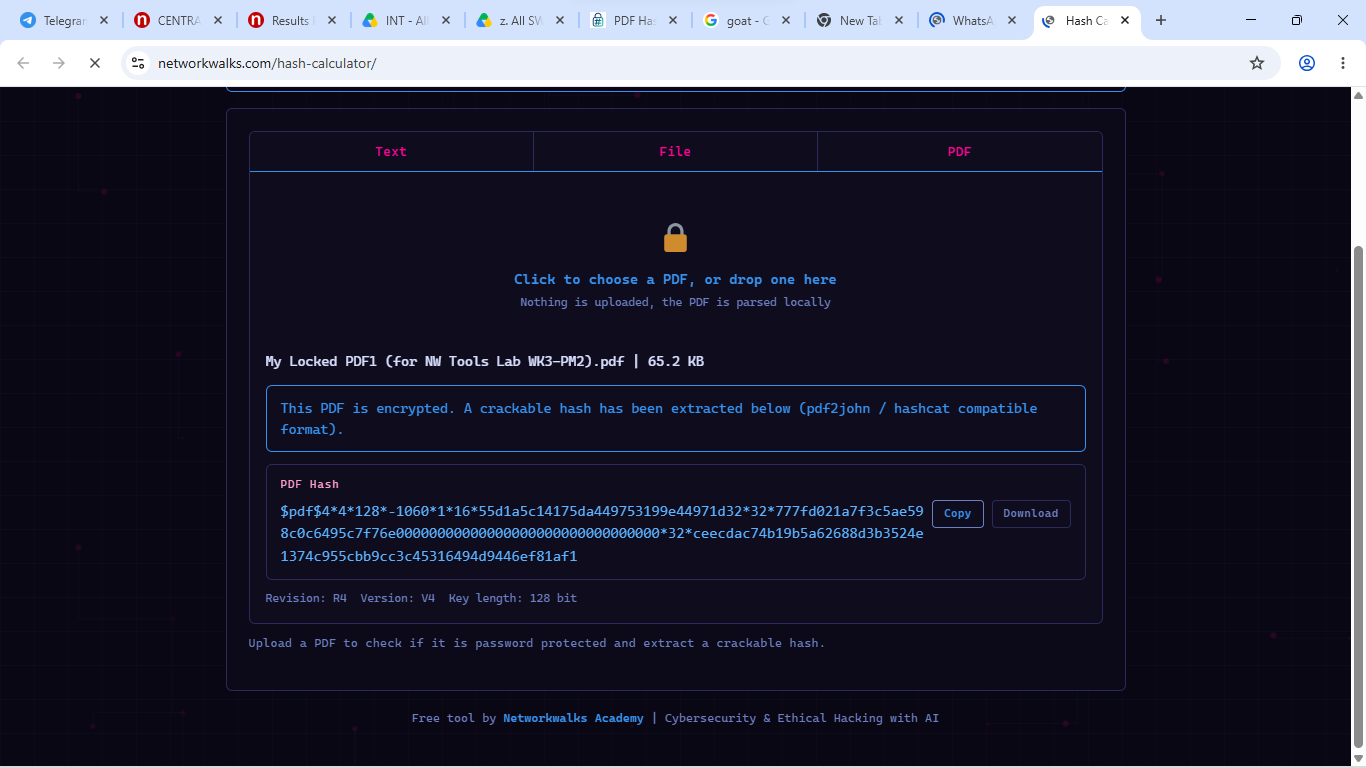 Telegran
CENTRA
Results
INT - All
z. All SW
PDF Ha
goat - G
New Tab
WhatsA
Hash Ca
networkwalks.com/hash-calculator/
Text
File
PDF
Click to choose a PDF, or drop one here
Nothing is uploaded, the PDF is parsed locally
My Locked PDF1 (for NW Tools Lab WK3-PM2).pdf | 65.2 KB
This PDF is encrypted. A crackable hash has been extracted below (pdf2john / hashcat compatible
format).
PDF Hash
$pdf$4*4*128*-1060*1*16*55d1a5c14175da449753199e44971d32*32*777fd021a7f3c5ae59
8c0c6495c7f76e00000000000000000000000000000000*32*ceecdac74b19b5a62688d3b3524e
1374c955cbb9cc3c45316494d9446ef81af1
Copy
Download
Revision: R4 Version: V4 Key length: 128 bit
Upload a PDF to check if it is password protected and extract a crackable hash.
Free tool by Networkwalks Academy | Cybersecurity & Ethical Hacking with AI